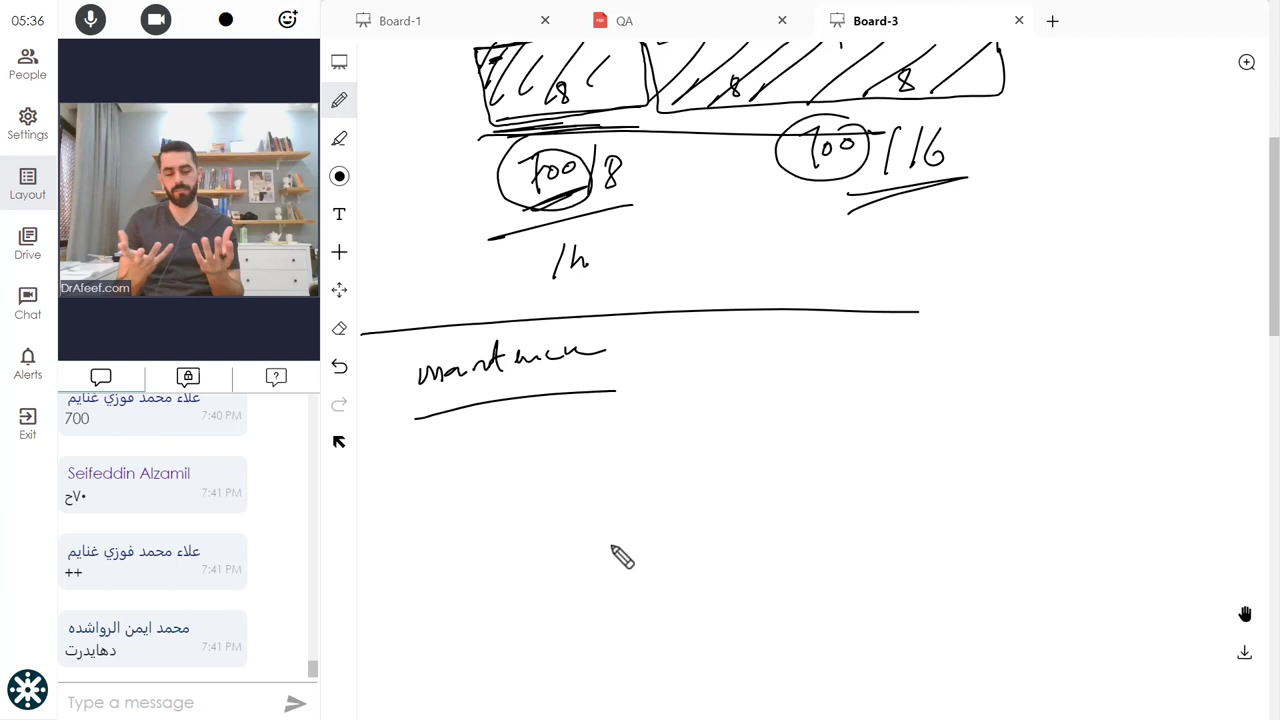 05:36
Board-1
QA
Board-3
People
Settings
Layout
Drive
Chat
Alerts
Exit
DrAfeef.com
علاء محمد فوزي غنايم
700
7:40 PM
Seifeddin Alzamil
٧٠ح
7:41 PM
علاء محمد فوزي غنايم
++
7:41 PM
محمد ايمن الرواشده
دهايدرت
7:41 PM
Type a message
T
8 8 8
700/8
700/16
1h